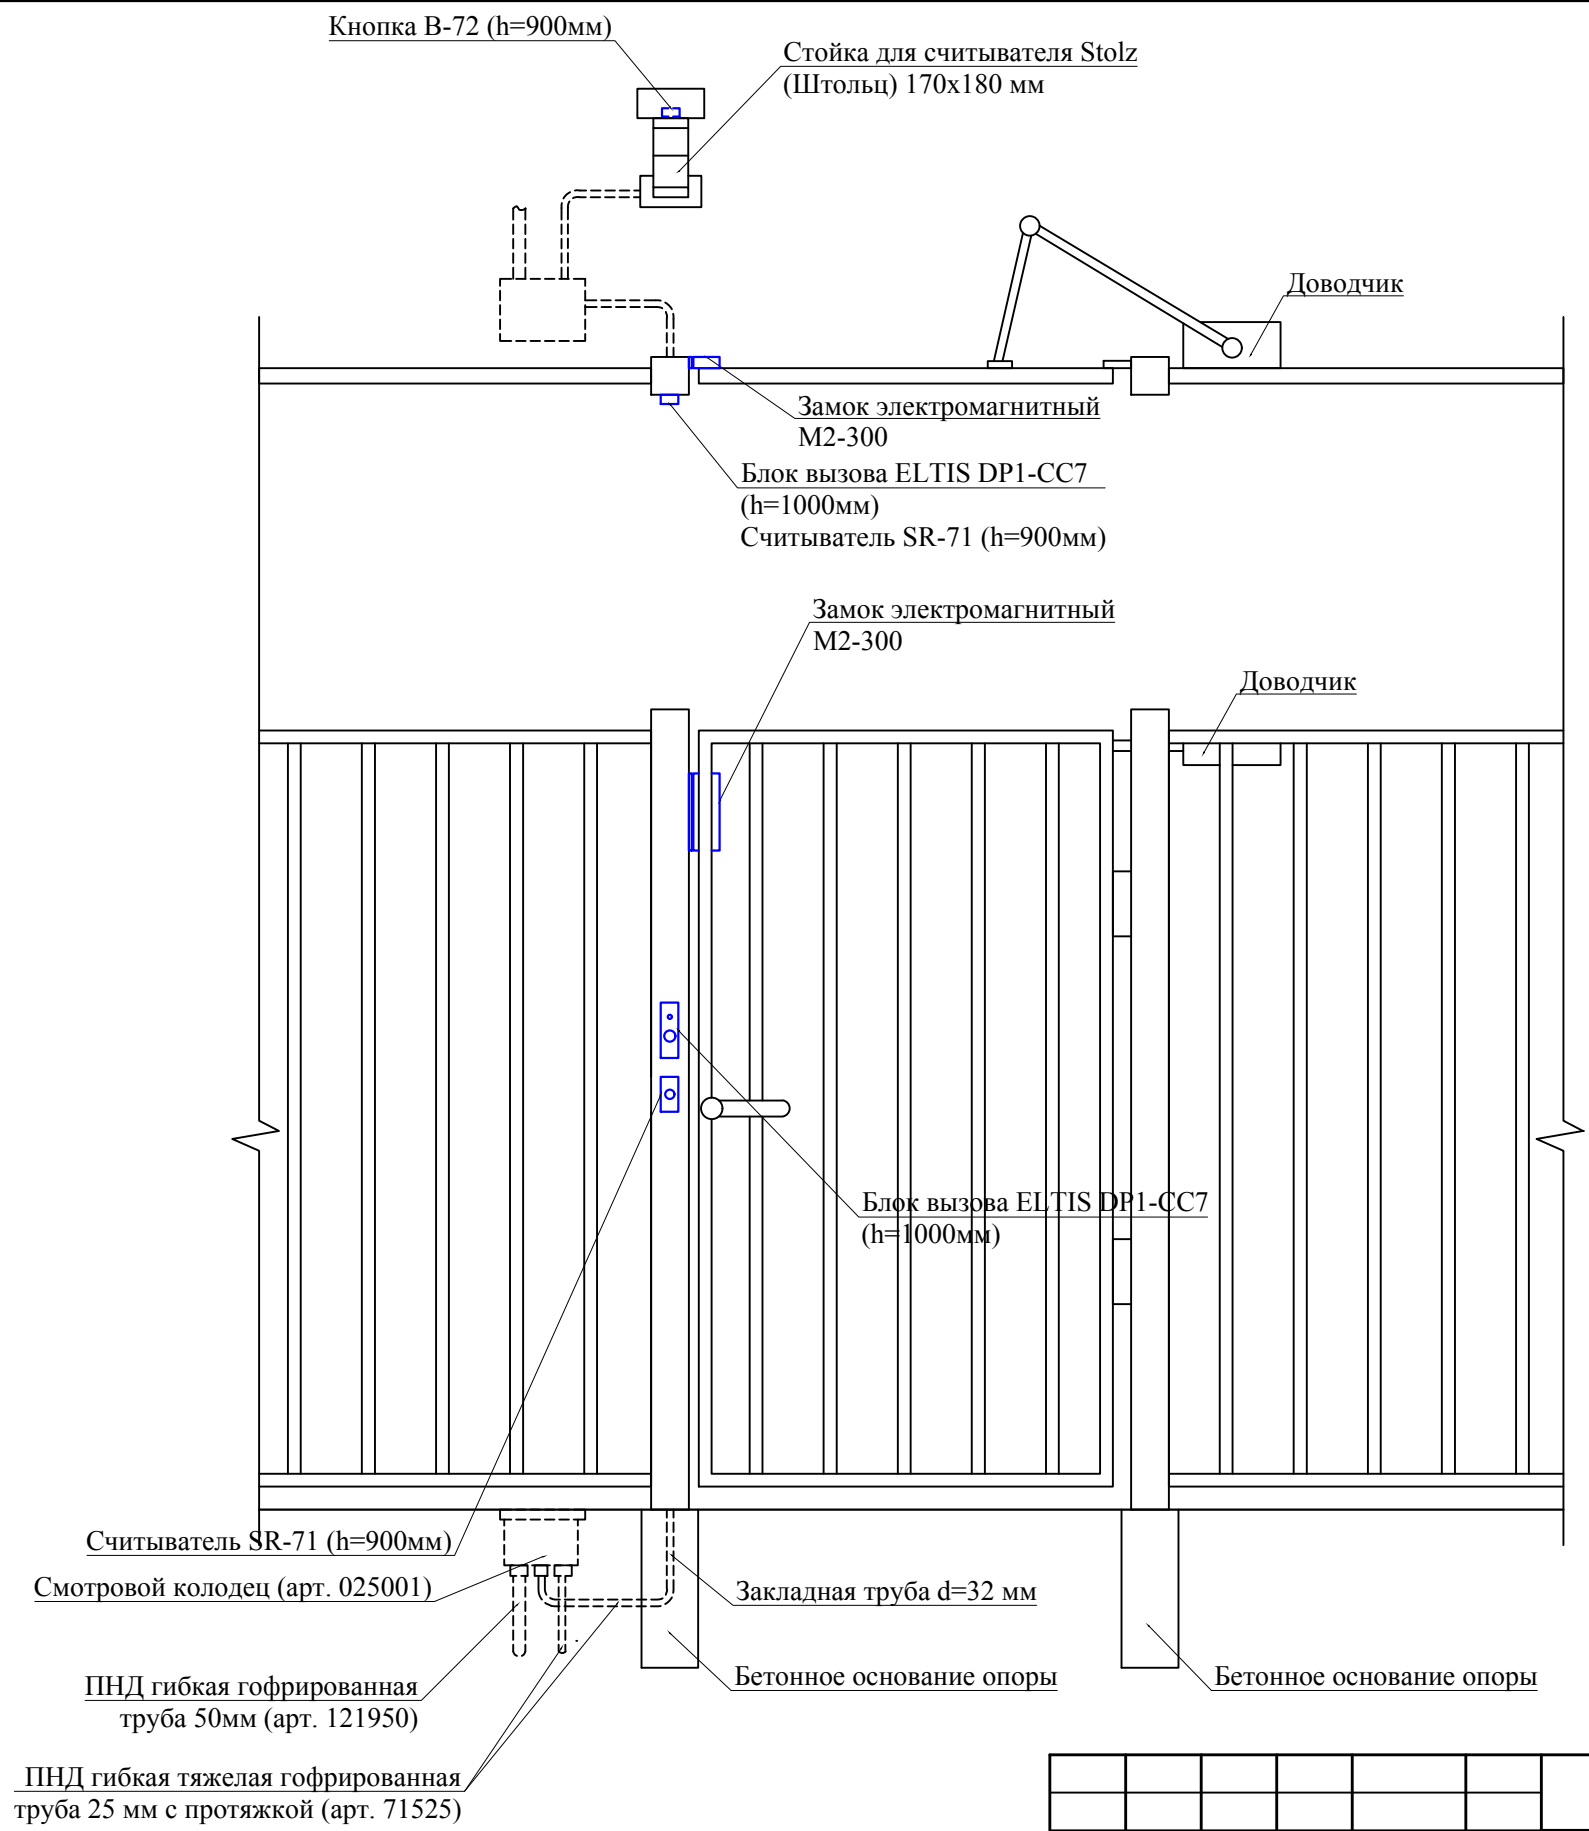 Кнопка В-72 (h=900мм)
Стойка для считывателя Stolz
(Штольц) 170х180 мм
Доводчик
Замок электромагнитный
М2-300
Блок вызова ELTIS DP1-CC7
(h=1000мм)
Считыватель SR-71 (h=900мм)
Замок электромагнитный
М2-300
Доводчик
Блок вызова ELTIS DP1-CC7
(h=1000мм)
Считыватель SR-71 (h=900мм)
Смотровой колодец (арт. 025001)
Закладная труба d=32 мм
Бетонное основание опоры
Бетонное основание опоры
ПНД гибкая гофрированная
труба 50мм (арт. 121950)
ПНД гибкая тяжелая гофрированная
труба 25 мм с протяжкой (арт. 71525)